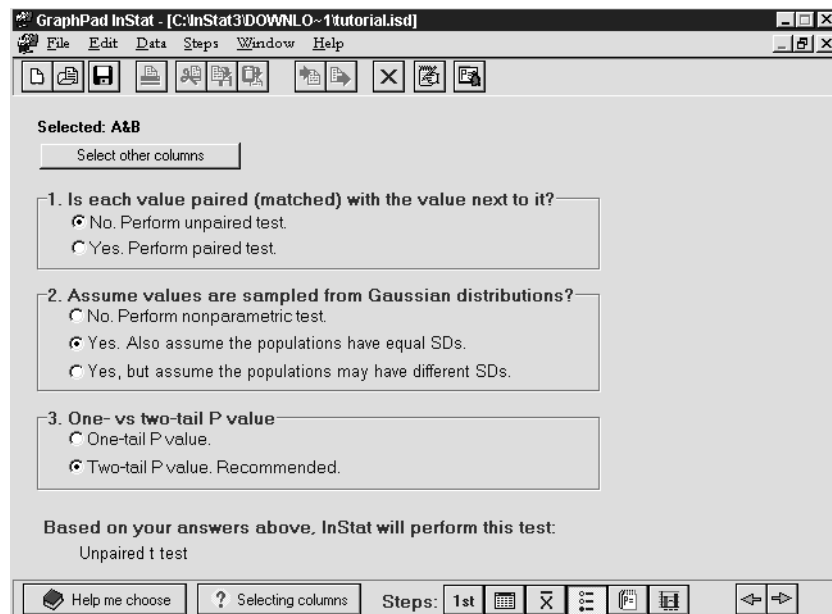 GraphPad InStat - [C:\InStat3\DOWNLO~1\tutorial.isd]
File Edit Data Steps Window Help
Selected: A&B
Select other columns
1. Is each value paired (matched) with the value next to it?
No. Perform unpaired test.
Yes. Perform paired test.
2. Assume values are sampled from Gaussian distributions?
No. Perform nonparametric test.
Yes. Also assume the populations have equal SDs.
Yes, but assume the populations may have different SDs.
3. One- vs two-tail P value
One-tail P value.
Two-tail P value. Recommended.
Based on your answers above, InStat will perform this test:
Unpaired t test
Help me choose ? Selecting columns Steps: 1st X̅ P=